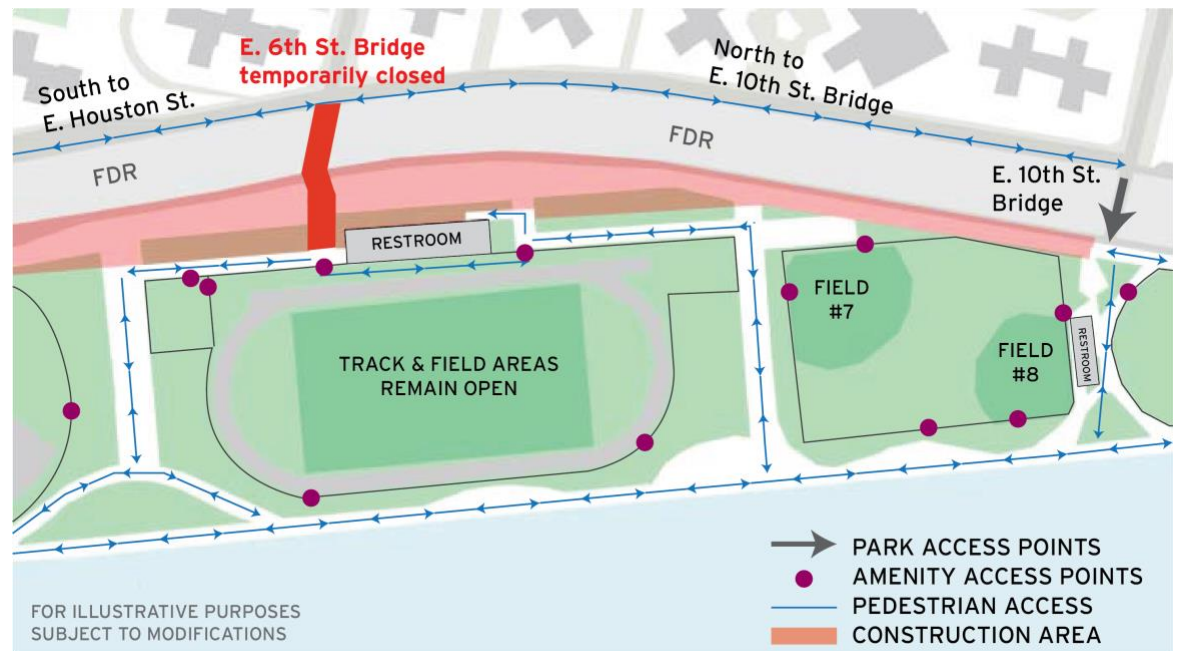 E. 6th St. Bridge
temporarily closed
South to
E. Houston St.
North to
E. 10th St. Bridge
FDR
FDR
E. 10th St.
Bridge
RESTROOM
FIELD
#7
FIELD
#8
RESTROOM
TRACK & FIELD AREAS
REMAIN OPEN
PARK ACCESS POINTS
AMENITY ACCESS POINTS
PEDESTRIAN ACCESS
CONSTRUCTION AREA
FOR ILLUSTRATIVE PURPOSES
SUBJECT TO MODIFICATIONS